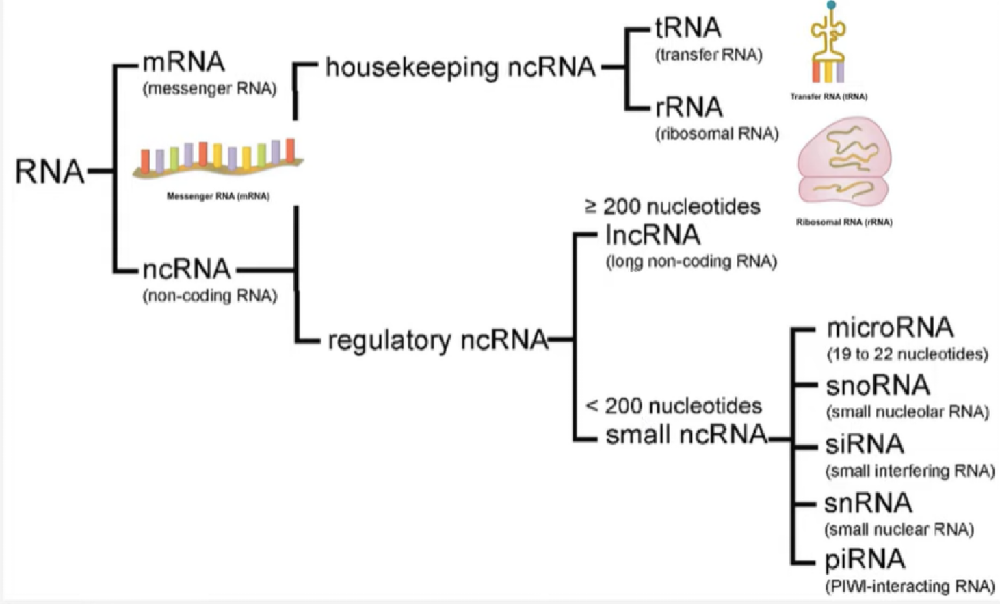 RNA
mRNA
(messenger RNA)
Messenger RNA (mRNA)
ncRNA
(non-coding RNA)
housekeeping ncRNA
tRNA
(transfer RNA)
Transfer RNA (tRNA)
rRNA
(ribosomal RNA)
Ribosomal RNA (rRNA)
regulatory ncRNA
≥ 200 nucleotides
lncRNA
(long non-coding RNA)
< 200 nucleotides
small ncRNA
microRNA
(19 to 22 nucleotides)
snoRNA
(small nucleolar RNA)
siRNA
(small interfering RNA)
snRNA
(small nuclear RNA)
piRNA
(PIWI-interacting RNA)